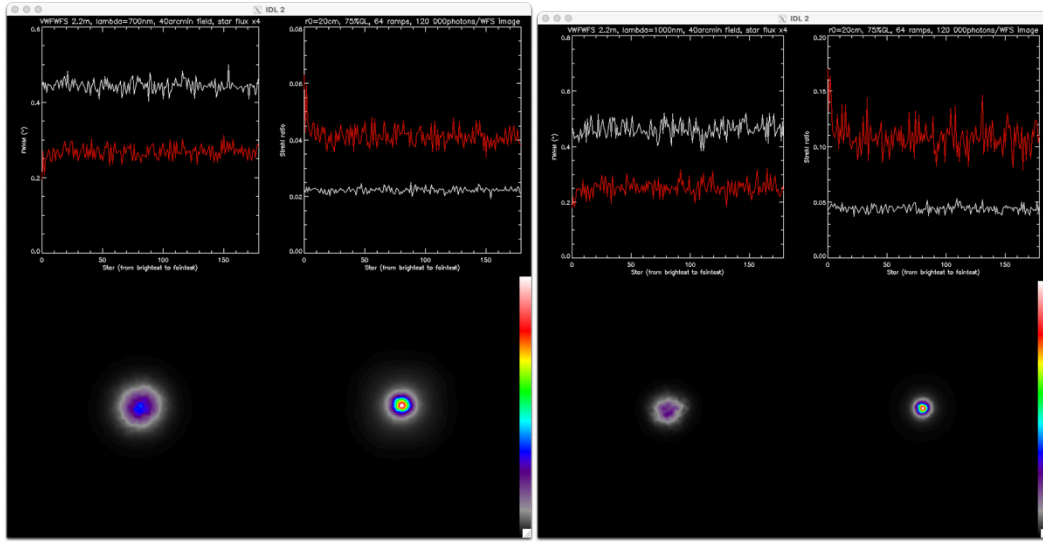 IDL 2
VWFWFS 2.2m, lambda=700nm, 40arcmin field, star flux x4
r0=20cm, 75%GL, 64 ramps, 120 000photons/WFS image
0.6
0.4
0.2
0.0
FWHM (")
0
50
100
150
Star (from brightest to faintest)
0.08
0.06
0.04
0.02
0.00
Strehl ratio
0
50
100
150
Star (from brightest to faintest)
IDL 2
VWFWFS 2.2m, lambda=1000nm, 40arcmin field, star flux x4
r0=20cm, 75%GL, 64 ramps, 120 000photons/WFS image
0.8
0.6
0.4
0.2
0.0
FWHM (")
0
50
100
150
Star (from brightest to faintest)
0.20
0.15
0.10
0.05
0.00
Strehl ratio
0
50
100
150
Star (from brightest to faintest)